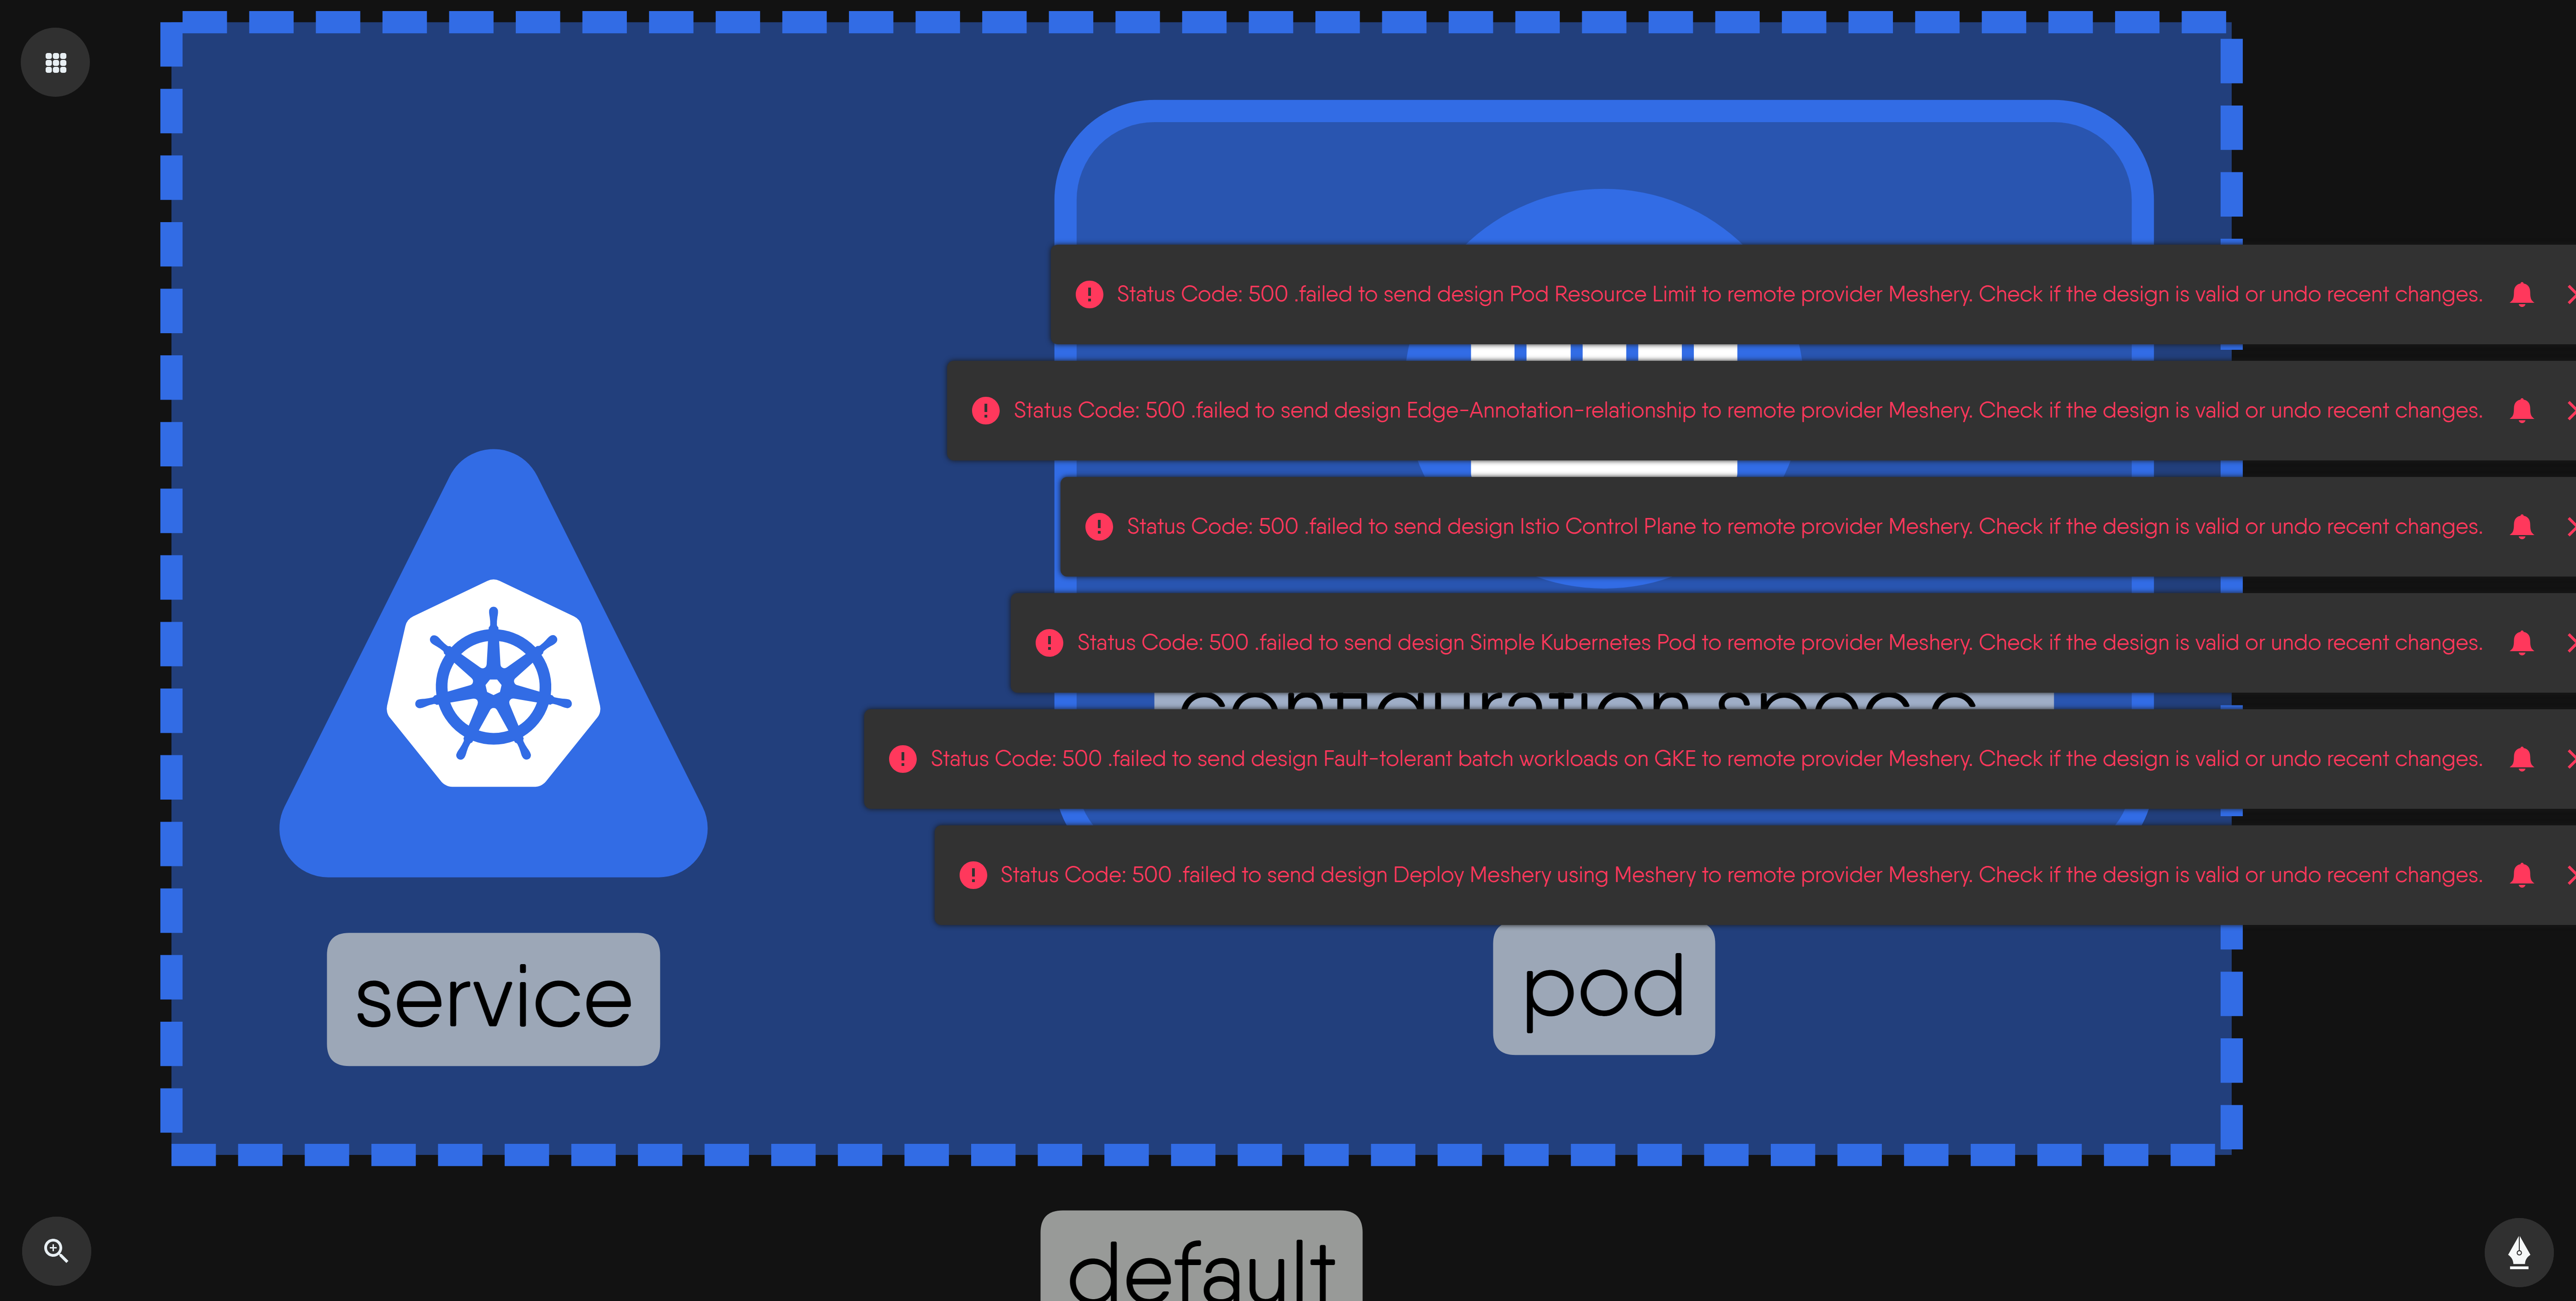 Status Code: 500 .failed to send design Pod Resource Limit to remote provider Meshery. Check if the design is valid or undo recent changes.
Status Code: 500 .failed to send design Edge-Annotation-relationship to remote provider Meshery. Check if the design is valid or undo recent changes.
Status Code: 500 .failed to send design Istio Control Plane to remote provider Meshery. Check if the design is valid or undo recent changes.
Status Code: 500 .failed to send design Simple Kubernetes Pod to remote provider Meshery. Check if the design is valid or undo recent changes.
configuration spec c
Status Code: 500 .failed to send design Fault-tolerant batch workloads on GKE to remote provider Meshery. Check if the design is valid or undo recent changes.
Status Code: 500 .failed to send design Deploy Meshery using Meshery to remote provider Meshery. Check if the design is valid or undo recent changes.
service
pod
default